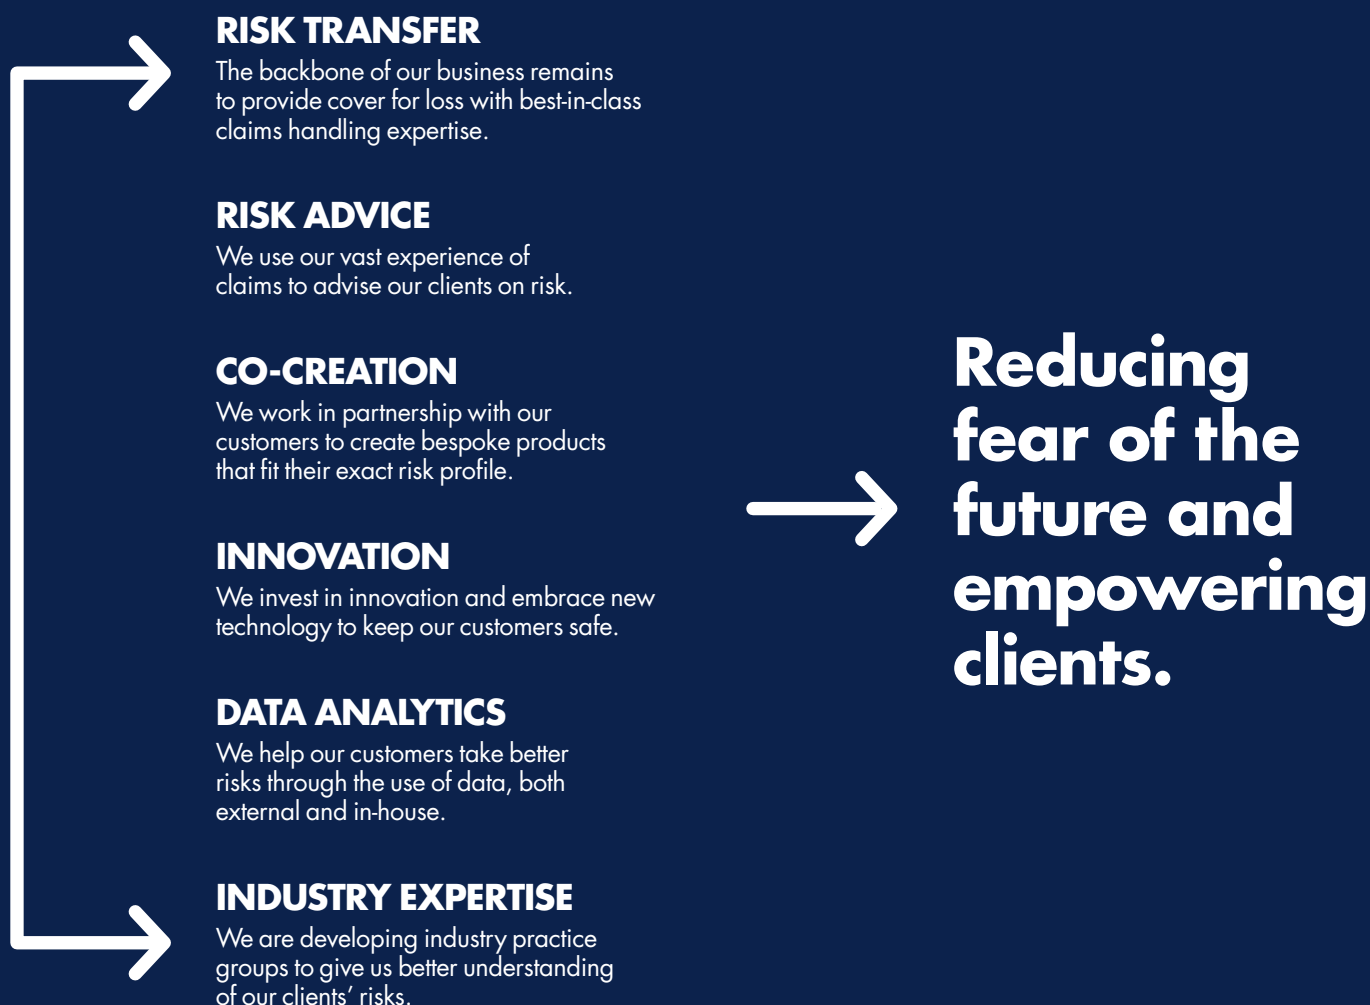 RISK TRANSFER
The backbone of our business remains
to provide cover for loss with best-in-class
claims handling expertise.
RISK ADVICE
We use our vast experience of
claims to advise our clients on risk.
CO-CREATION
We work in partnership with our
customers to create bespoke products
that fit their exact risk profile.
INNOVATION
We invest in innovation and embrace new
technology to keep our customers safe.
DATA ANALYTICS
We help our customers take better
risks through the use of data, both
external and in-house.
INDUSTRY EXPERTISE
We are developing industry practice
groups to give us better understanding
of our clients’ risks.
Reducing
fear of the
future and
empowering
clients.